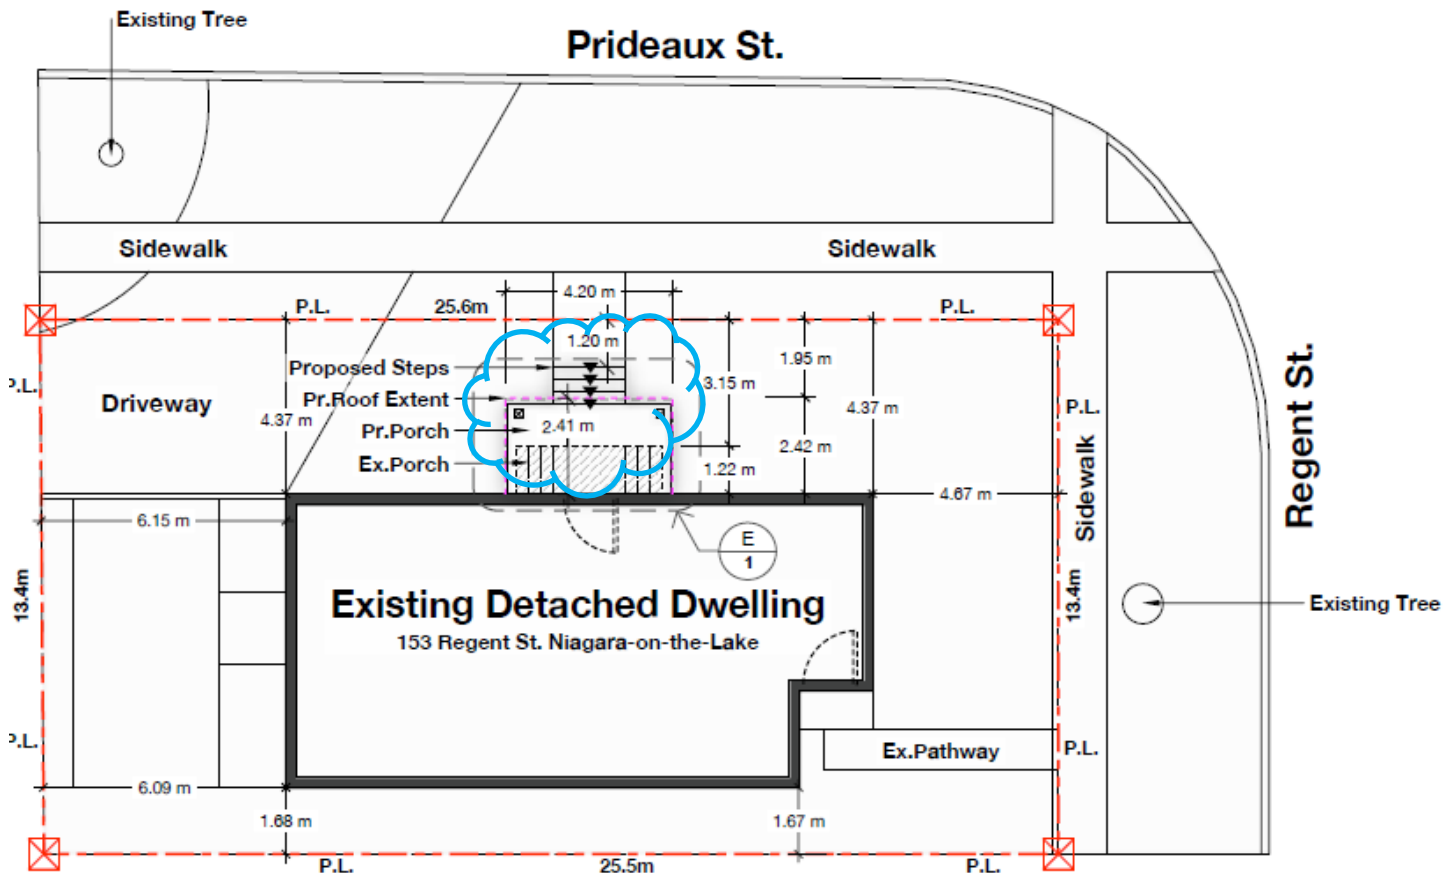 Existing Tree
Prideaux St.
Sidewalk
Sidewalk
4.20 m
P.L.
25.6m
P.L.
1.20 m
1.95 m
Proposed Steps
3.15 m
P.L.
Driveway
Pr.Roof Extent
4.37 m
4.37 m
P.L.
2.41 m
Pr.Porch
2.42 m
Ex.Porch
1.22 m
4.67 m
Sidewalk
Regent St.
6.15 m
E
1
13.4m
Existing Detached Dwelling
153 Regent St. Niagara-on-the-Lake
13.4m
Existing Tree
P.L.
Ex.Pathway
P.L.
6.09 m
1.68 m
1.67 m
P.L.
25.5m
P.L.